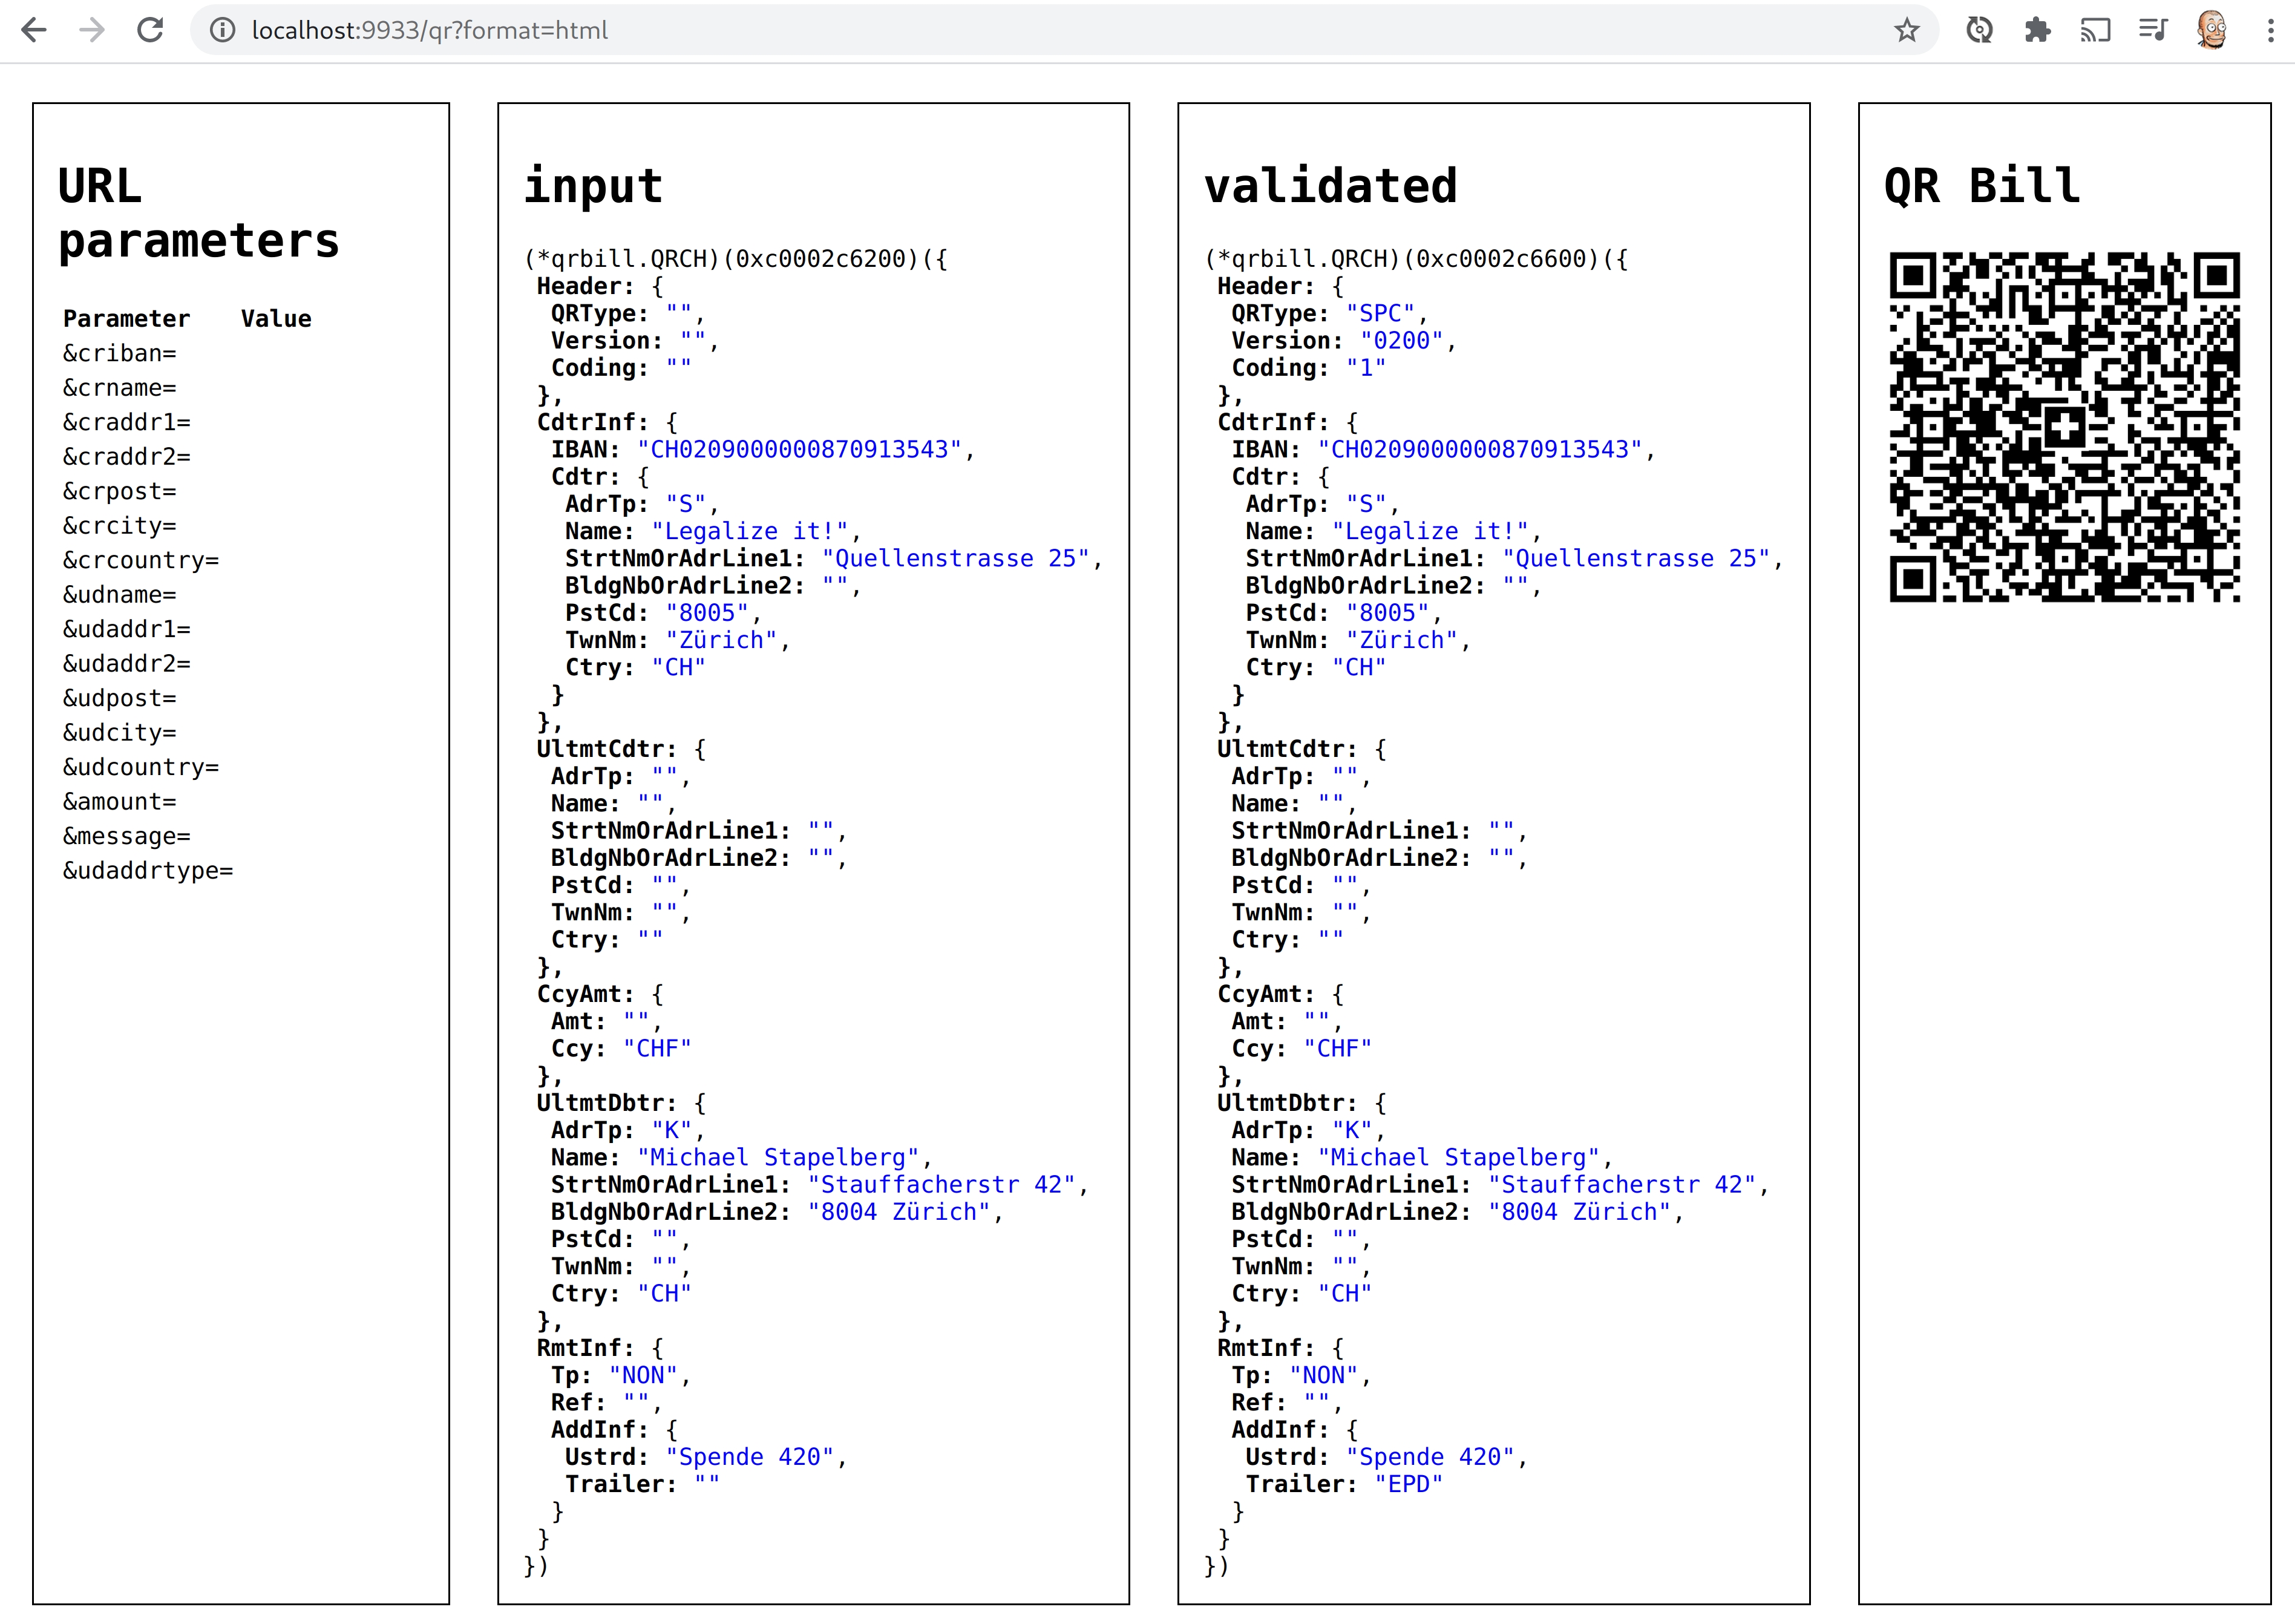 localhost:9933/qr?format=html
URL
parameters
Parameter Value
&criban=
&crname=
&craddr1=
&craddr2=
&crpost=
&crcity=
&crcountry=
&udname=
&udaddr1=
&udaddr2=
&udpost=
&udcity=
&udcountry=
&amount=
&message=
&udaddrtype=
input
(*qrbill.QRCH)(0xc0002c6200)({
Header: {
QRType: "",
Version: "",
Coding: ""
},
CdtrInf: {
IBAN: "CH0209000000870913543",
Cdtr: {
AdrTp: "S",
Name: "Legalize it!",
StrtNmOrAdrLine1: "Quellenstrasse 25",
BldgNbOrAdrLine2: "",
PstCd: "8005",
TwnNm: "Zürich",
Ctry: "CH"
}
},
UltmtCdtr: {
AdrTp: "",
Name: "",
StrtNmOrAdrLine1: "",
BldgNbOrAdrLine2: "",
PstCd: "",
TwnNm: "",
Ctry: ""
},
CcyAmt: {
Amt: "",
Ccy: "CHF"
},
UltmtDbtr: {
AdrTp: "K",
Name: "Michael Stapelberg",
StrtNmOrAdrLine1: "Stauffacherstr 42",
BldgNbOrAdrLine2: "8004 Zürich",
PstCd: "",
TwnNm: "",
Ctry: "CH"
},
RmtInf: {
Tp: "NON",
Ref: "",
AddInf: {
Ustrd: "Spende 420",
Trailer: ""
}
}
})
validated
(*qrbill.QRCH)(0xc0002c6600)({
Header: {
QRType: "SPC",
Version: "0200",
Coding: "1"
},
CdtrInf: {
IBAN: "CH0209000000870913543",
Cdtr: {
AdrTp: "S",
Name: "Legalize it!",
StrtNmOrAdrLine1: "Quellenstrasse 25",
BldgNbOrAdrLine2: "",
PstCd: "8005",
TwnNm: "Zürich",
Ctry: "CH"
}
},
UltmtCdtr: {
AdrTp: "",
Name: "",
StrtNmOrAdrLine1: "",
BldgNbOrAdrLine2: "",
PstCd: "",
TwnNm: "",
Ctry: ""
},
CcyAmt: {
Amt: "",
Ccy: "CHF"
},
UltmtDbtr: {
AdrTp: "K",
Name: "Michael Stapelberg",
StrtNmOrAdrLine1: "Stauffacherstr 42",
BldgNbOrAdrLine2: "8004 Zürich",
PstCd: "",
TwnNm: "",
Ctry: "CH"
},
RmtInf: {
Tp: "NON",
Ref: "",
AddInf: {
Ustrd: "Spende 420",
Trailer: "EPD"
}
}
})
QR Bill